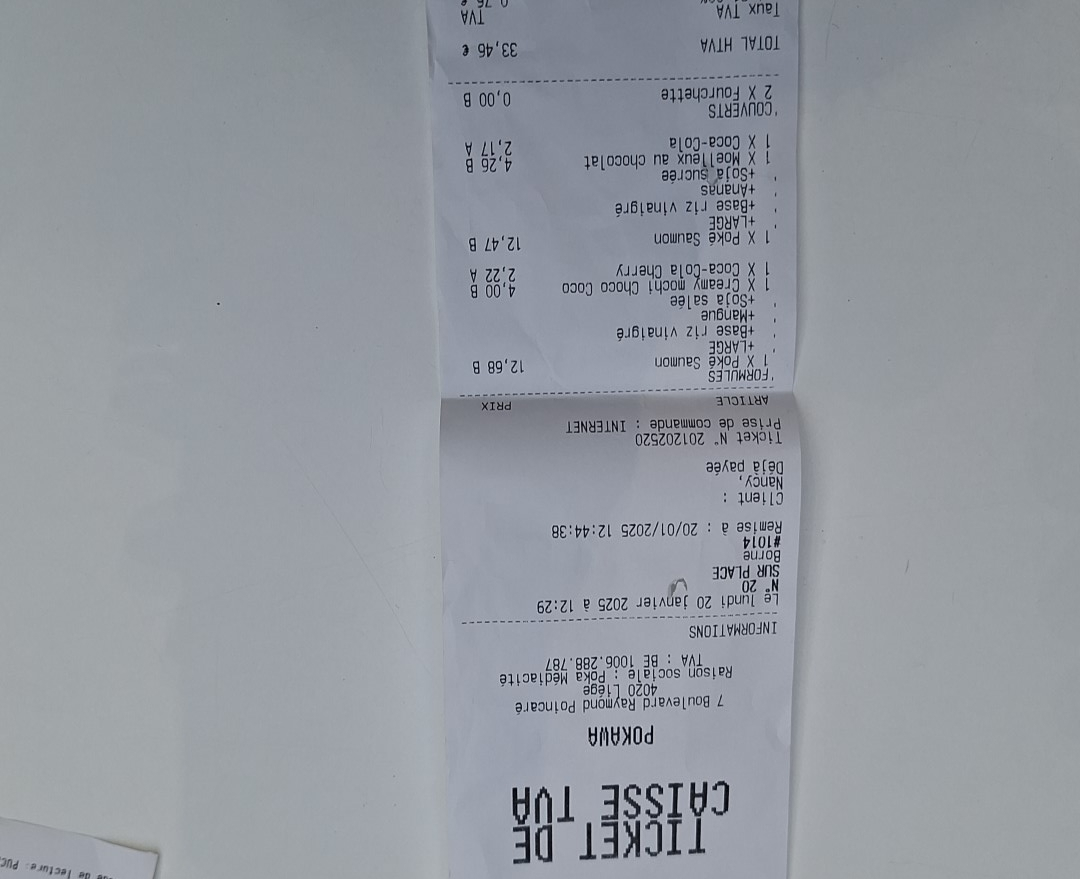 TICKET DE
CAISSE TVA
POKAWA
7 Boulevard Raymond Poincaré
4020 Liége
Raison sociale : Poka Médiacité
TVA : BE 1006.288.787
INFORMATIONS
Le lundi 20 janvier 2025 à 12:29
N° 20
SUR PLACE
Borne
#1014
Remise à : 20/01/2025 12:44:38
Client :
Nancy,
Déjà payée
Ticket N° 201202520
Prise de commande : INTERNET
ARTICLE PRIX
'FORMULES
1 X Poké Saumon 12,68 B
' +LARGE
' +Base riz vinaigré
' +Mangue
' +Soja salée
1 X Creamy mochi Choco Coco 4,00 B
1 X Coca-Cola Cherry 2,22 A
1 X Poké Saumon 12,47 B
' +LARGE
' +Base riz vinaigré
' +Ananas
' +Soja sucrée
1 X Moelleux au chocolat 4,26 B
1 X Coca-Cola 2,17 A
'COUVERTS
2 X Fourchette 0,00 B
TOTAL HTVA 33,46 €
Taux TVA TVA
de lecture: PUC